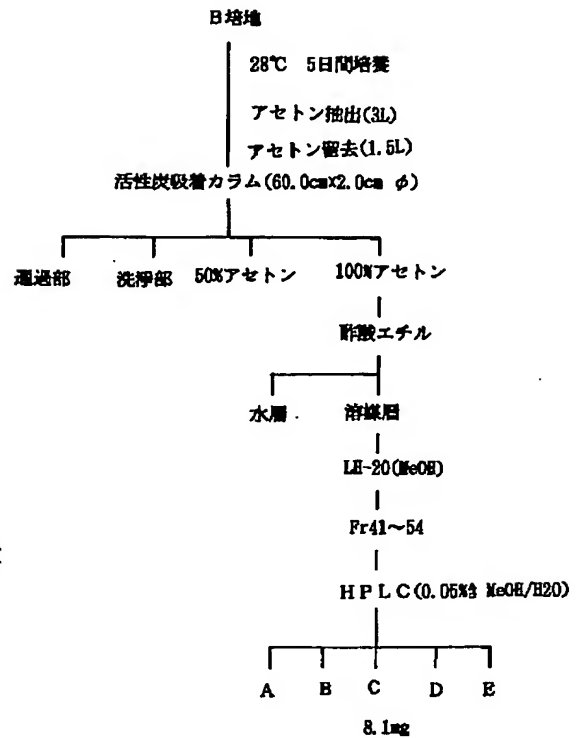 B培地
28℃ 5日間培養
アセトン抽出(3L)
アセトン留去(1.5L)
活性炭吸着カラム(60.0cm×2.0cm φ)
通過部 洗浄部 50%アセトン 100%アセトン
酢酸エチル
水層 溶媒層
LH-20(MeOH)
Fr41~54
HPLC(0.05%含 MeOH/H2O)
A B C D E
8.1mg